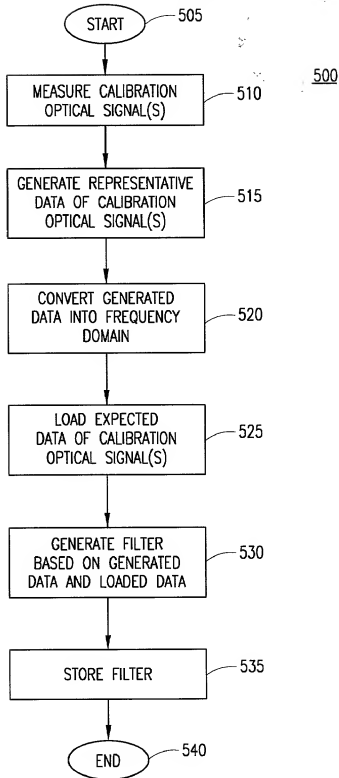 START
505
500
MEASURE CALIBRATION
OPTICAL SIGNAL(S)
510
GENERATE REPRESENTATIVE
DATA OF CALIBRATION
OPTICAL SIGNAL(S)
515
CONVERT GENERATED
DATA INTO FREQUENCY
DOMAIN
520
LOAD EXPECTED
DATA OF CALIBRATION
OPTICAL SIGNAL(S)
525
GENERATE FILTER
BASED ON GENERATED
DATA AND LOADED DATA
530
STORE FILTER
535
END
540